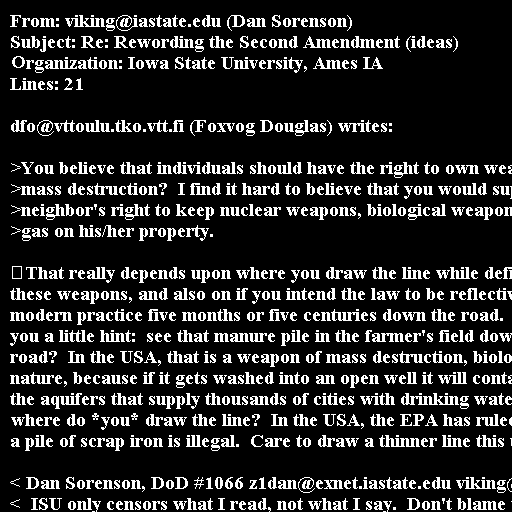 From: viking@iastate.edu (Dan Sorenson)
Subject: Re: Rewording the Second Amendment (ideas)
Organization: Iowa State University, Ames IA
Lines: 21

dfo@vttoulu.tko.vtt.fi (Foxvog Douglas) writes:

>You believe that individuals should have the right to own wea
>mass destruction?  I find it hard to believe that you would su
>neighbor's right to keep nuclear weapons, biological weapon
>gas on his/her property.

That really depends upon where you draw the line while defi
these weapons, and also on if you intend the law to be reflectiv
modern practice five months or five centuries down the road.
you a little hint:  see that manure pile in the farmer's field dow
road?  In the USA, that is a weapon of mass destruction, biolo
nature, because if it gets washed into an open well it will conta
the aquifers that supply thousands of cities with drinking wate
where do *you* draw the line?  In the USA, the EPA has rule
a pile of scrap iron is illegal.  Care to draw a thinner line this

< Dan Sorenson, DoD #1066 z1dan@exnet.iastate.edu viking@
<  ISU only censors what I read, not what I say.  Don't blame